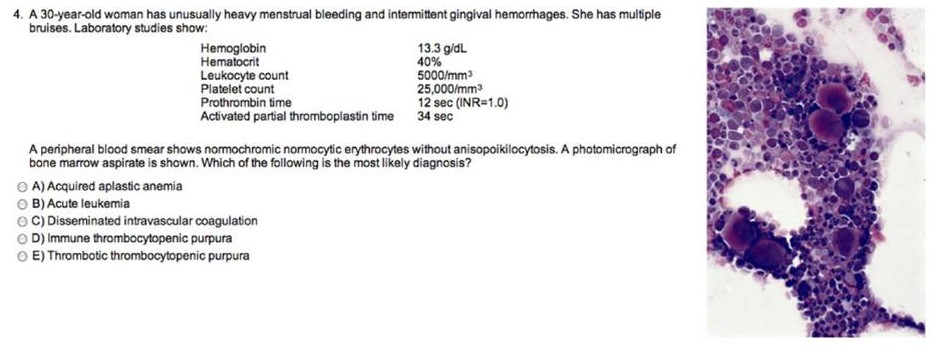 4. A 30-year-old woman has unusually heavy menstrual bleeding and intermittent gingival hemorrhages. She has multiple
bruises. Laboratory studies show:
Hemoglobin 13.3 g/dL
Hematocrit 40%
Leukocyte count 5000/mm³
Platelet count 25,000/mm³
Prothrombin time 12 sec (INR=1.0)
Activated partial thromboplastin time 34 sec
A peripheral blood smear shows normochromic normocytic erythrocytes without anisopoikilocytosis. A photomicrograph of
bone marrow aspirate is shown. Which of the following is the most likely diagnosis?
A) Acquired aplastic anemia
B) Acute leukemia
C) Disseminated intravascular coagulation
D) Immune thrombocytopenic purpura
E) Thrombotic thrombocytopenic purpura